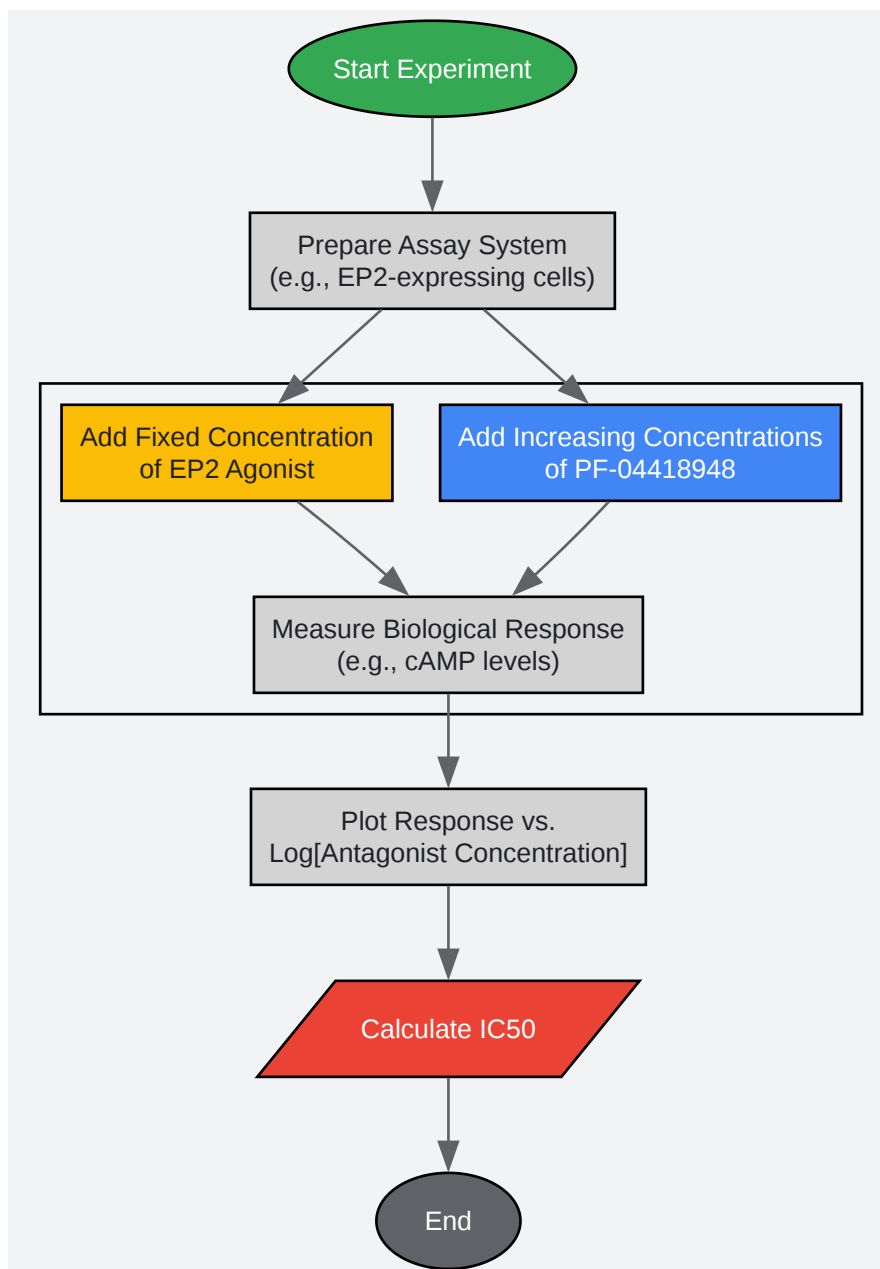 Start Experiment
Prepare Assay System
(e.g., EP2-expressing cells)
Add Fixed Concentration
of EP2 Agonist
Add Increasing Concentrations
of PF-04418948
Measure Biological Response
(e.g., cAMP levels)
Plot Response vs.
Log[Antagonist Concentration]
Calculate IC50
End